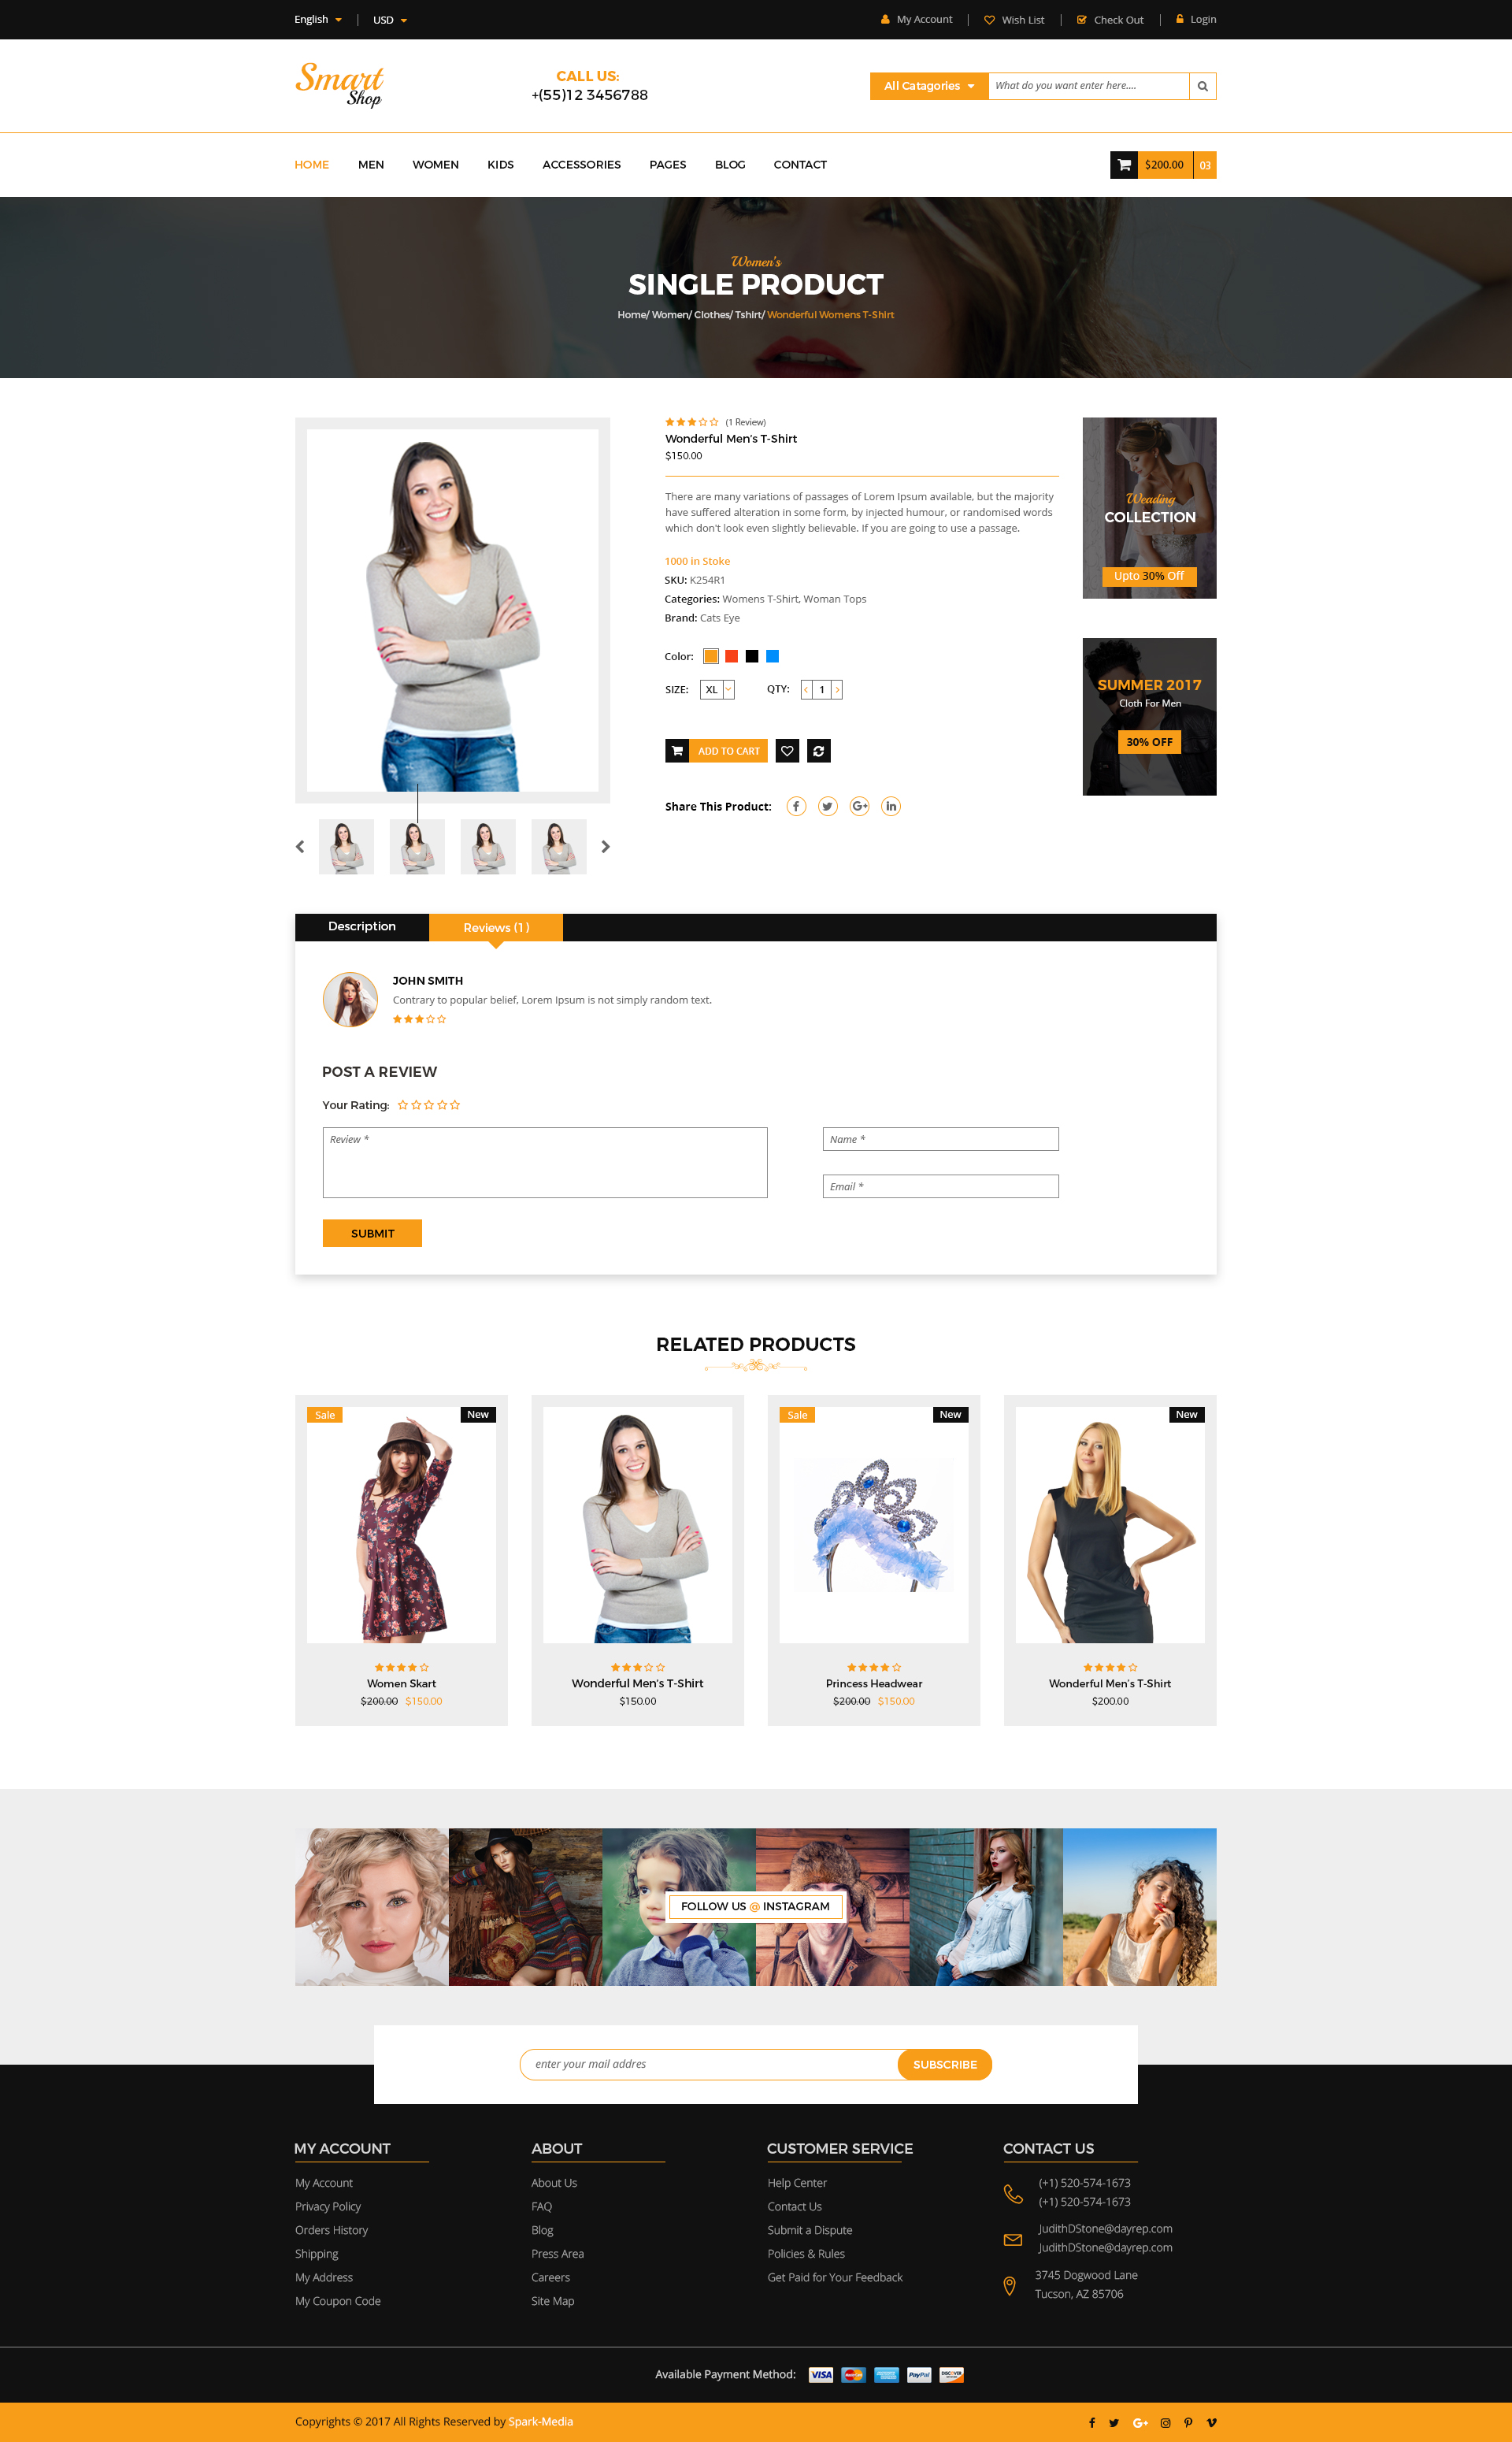 English
USD
My Account
Wish List
Check Out
Login
Smart
Shop
CALL US:
+(55)12 3456788
All Catagories
What do you want enter here....
HOME
MEN
WOMEN
KIDS
ACCESSORIES
PAGES
BLOG
CONTACT
$200.00
03
Women's
SINGLE PRODUCT
Home/ Women/ Clothes/ Tshirt/ Wonderful Womens T-Shirt
(1 Review)
Wonderful Men's T-Shirt
$150.00
There are many variations of passages of Lorem Ipsum available, but the majority
have suffered alteration in some form, by injected humour, or randomised words
which don't look even slightly believable. If you are going to use a passage.
1000 in Stoke
SKU: K254R1
Categories: Womens T-Shirt, Woman Tops
Brand: Cats Eye
Color:
SIZE: XL
QTY: 1
ADD TO CART
Share This Product:
Weading
COLLECTION
Upto 30% Off
SUMMER 2017
Cloth For Men
30% OFF
Description
Reviews (1)
JOHN SMITH
Contrary to popular belief, Lorem Ipsum is not simply random text.
POST A REVIEW
Your Rating:
Review *
Name *
Email *
SUBMIT
RELATED PRODUCTS
Sale
New
Women Skart
$200.00 $150.00
Wonderful Men's T-Shirt
$150.00
Sale
New
Princess Headwear
$200.00 $150.00
New
Wonderful Men's T-Shirt
$200.00
FOLLOW US @ INSTAGRAM
enter your mail addres
SUBSCRIBE
MY ACCOUNT
My Account
Privacy Policy
Orders History
Shipping
My Address
My Coupon Code
ABOUT
About Us
FAQ
Blog
Press Area
Careers
Site Map
CUSTOMER SERVICE
Help Center
Contact Us
Submit a Dispute
Policies & Rules
Get Paid for Your Feedback
CONTACT US
(+1) 520-574-1673
(+1) 520-574-1673
JudithDStone@dayrep.com
JudithDStone@dayrep.com
3745 Dogwood Lane
Tucson, AZ 85706
Available Payment Method:
VISA
MasterCard
PayPal
DISCOVER
Copyrights © 2017 All Rights Reserved by Spark-Media